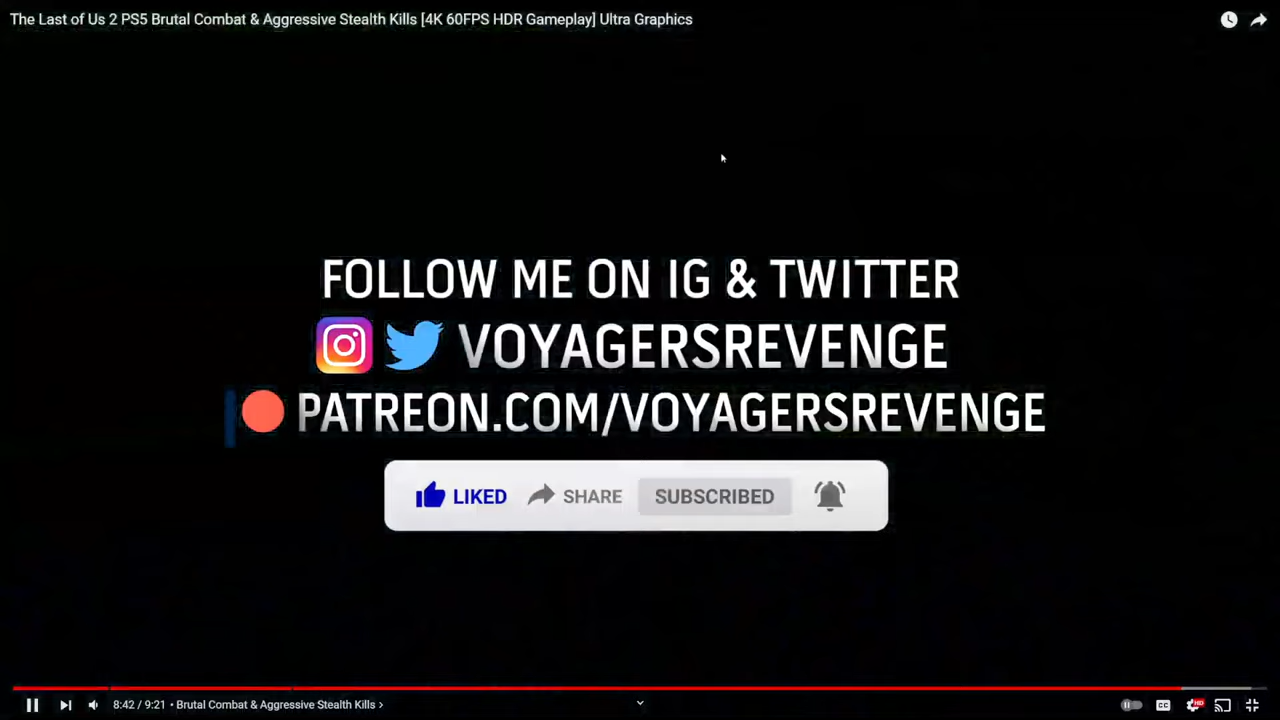 The Last of Us 2 PS5 Brutal Combat & Aggressive Stealth Kills [4K 60FPS HDR Gameplay] Ultra Graphics
FOLLOW ME ON IG & TWITTER
VOYAGERSREVENGE
PATREON.COM/VOYAGERSREVENGE
LIKED SHARE SUBSCRIBED
8:42 / 9:21 • Brutal Combat & Aggressive Stealth Kills > CC HD